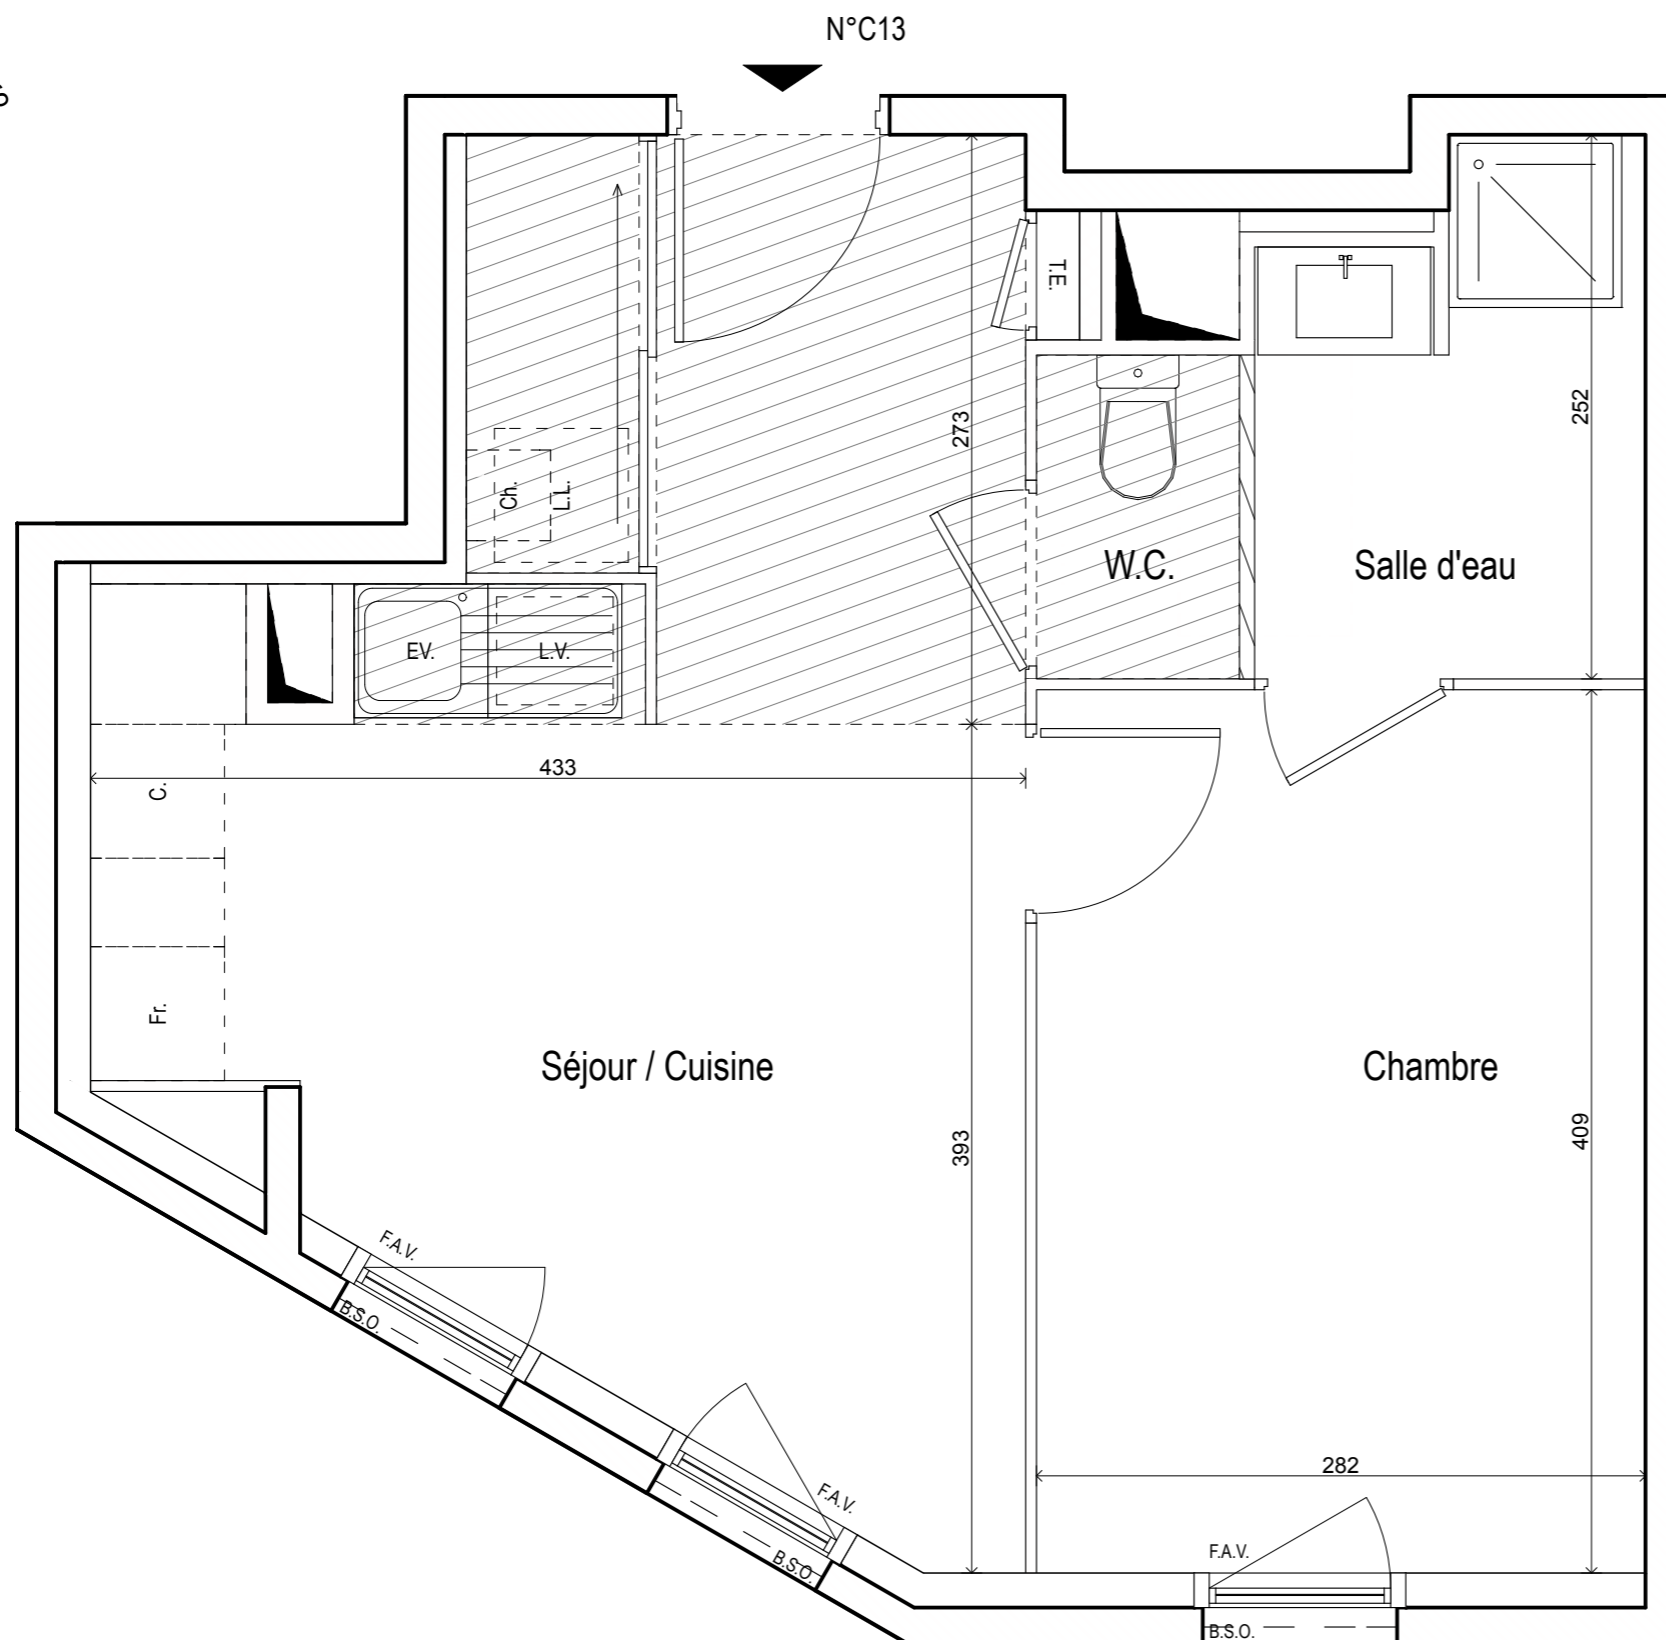 N°C13
T.E.
273
252
Ch.
L.L.
W.C.
Salle d'eau
EV.
L.V.
433
C.
Fr.
Séjour / Cuisine
Chambre
393
409
F.A.V.
B.S.O.
282
F.A.V.
B.S.O.
F.A.V.
B.S.O.